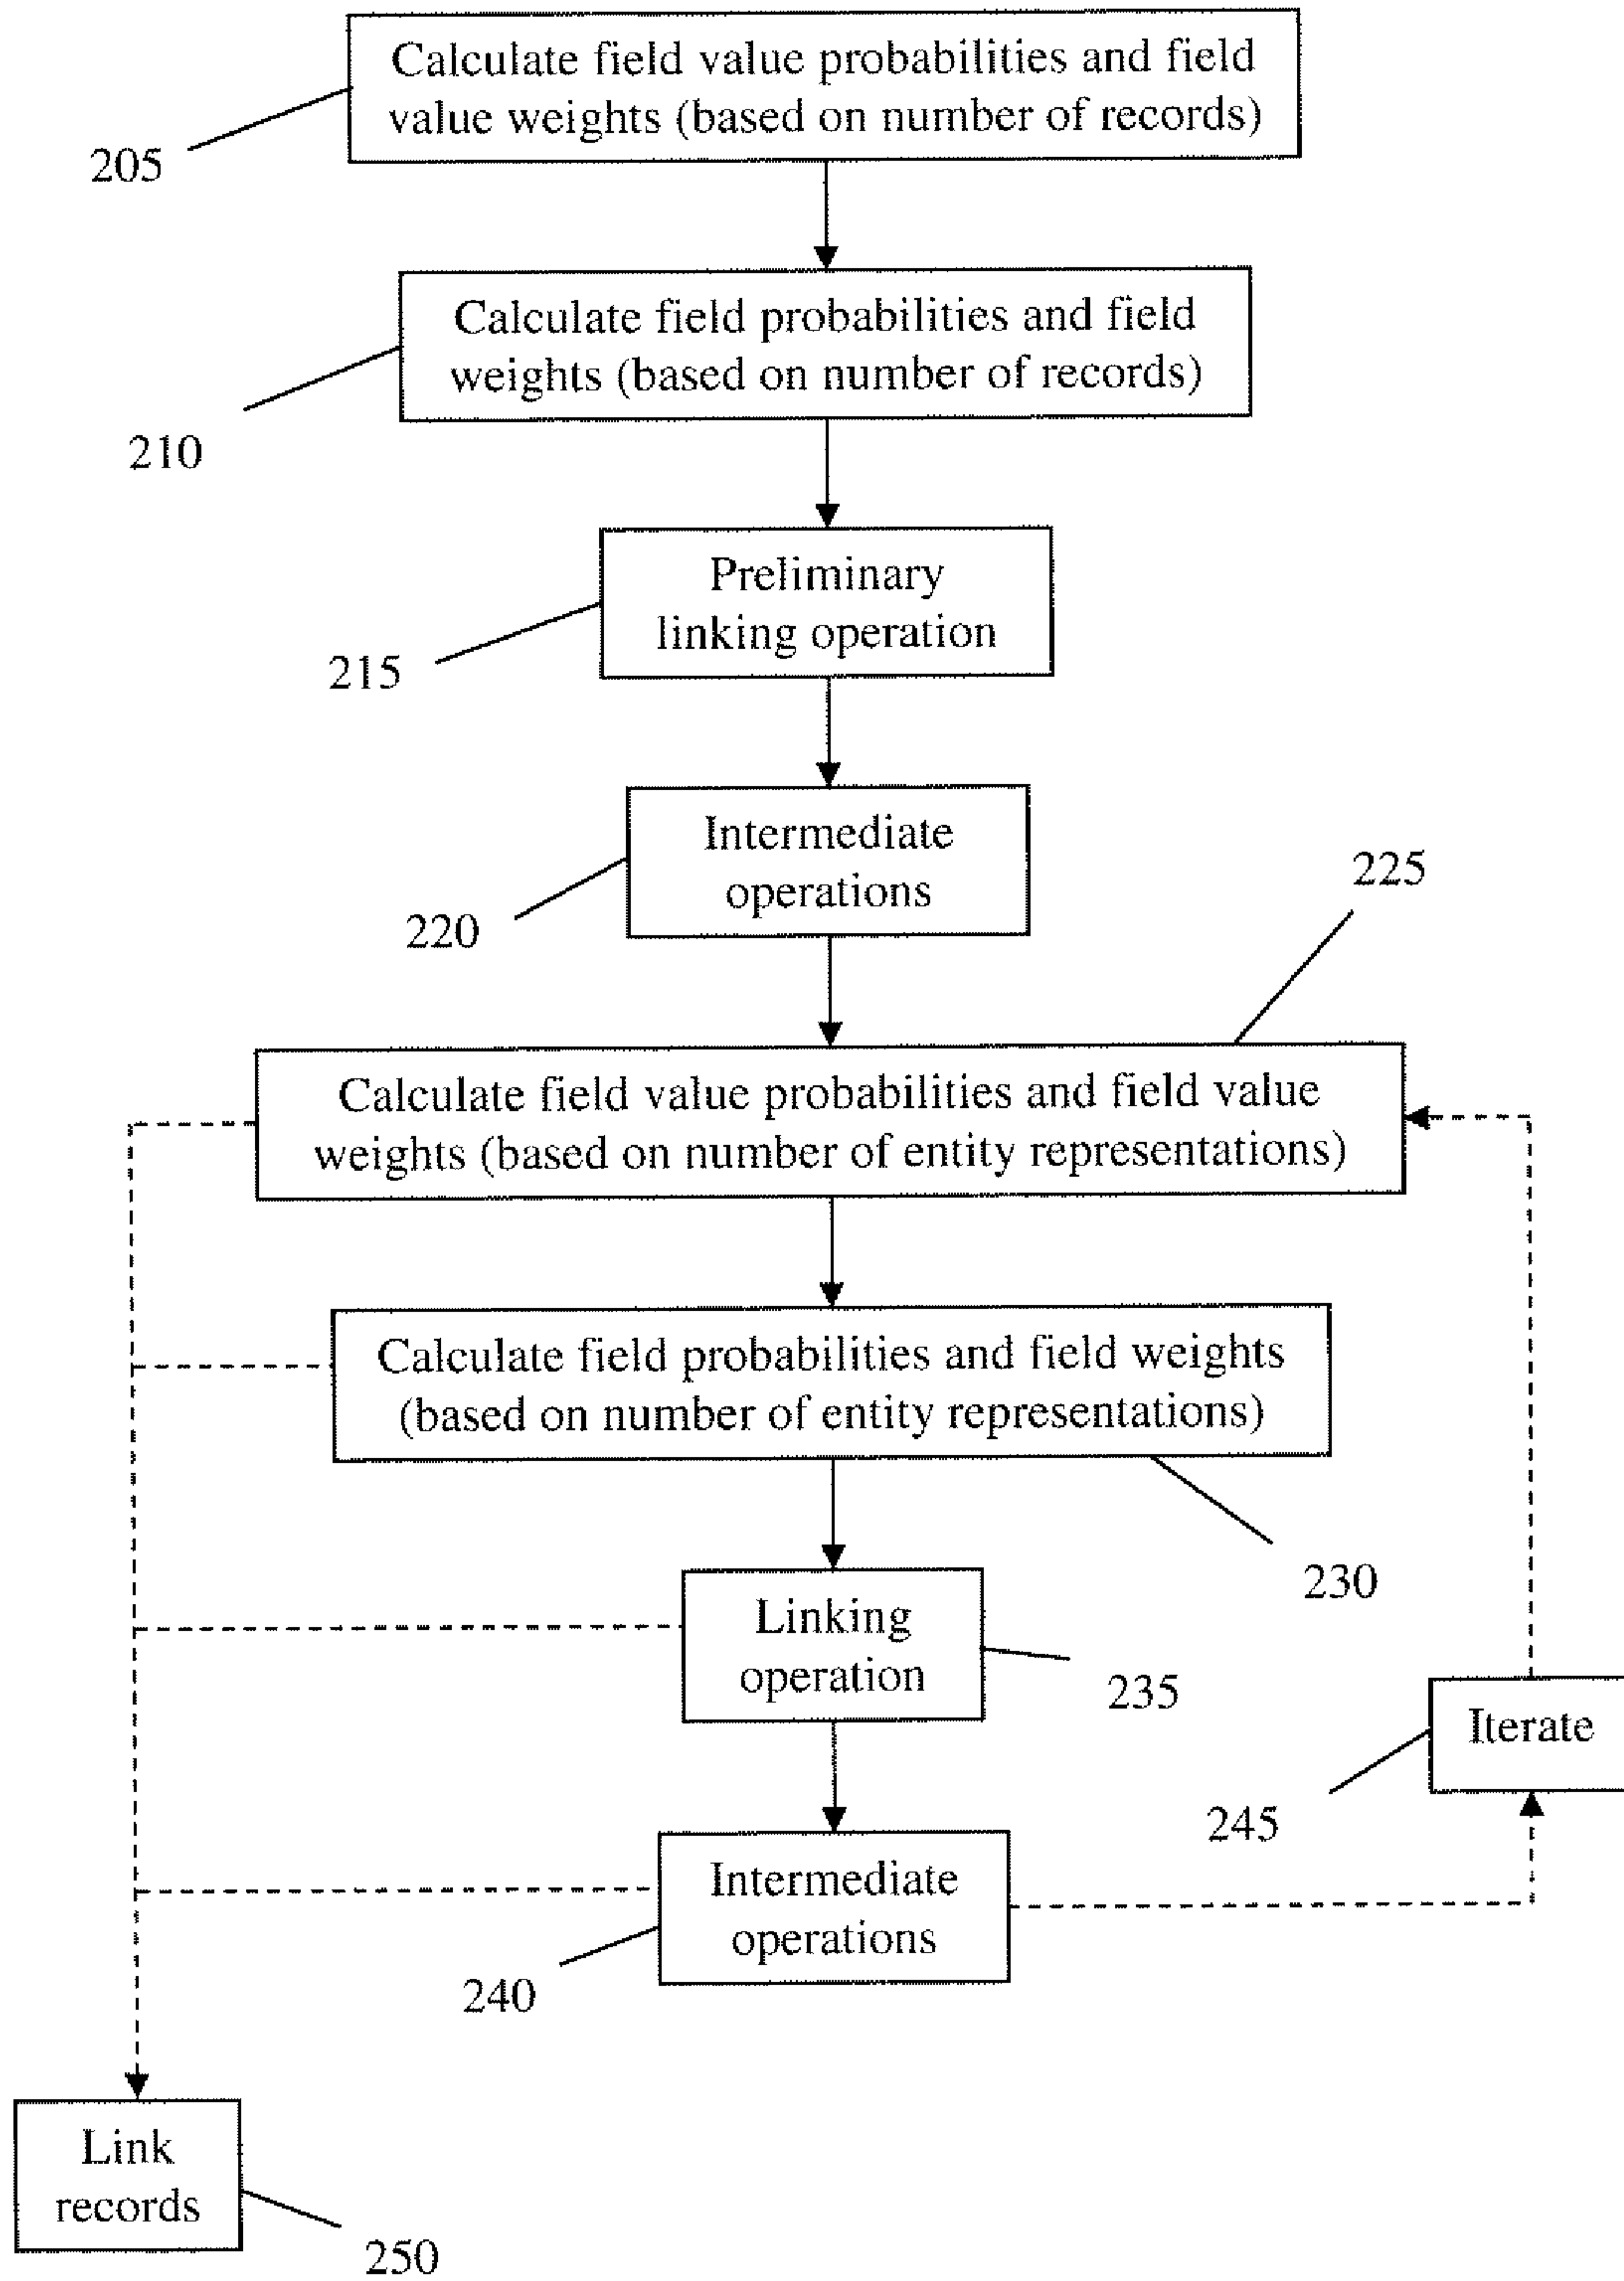 Calculate field value probabilities and field
value weights (based on number of records)
205
Calculate field probabilities and field
weights (based on number of records)
210
Preliminary
linking operation
215
Intermediate
operations
220
225
Calculate field value probabilities and field value
weights (based on number of entity representations)
Calculate field probabilities and field weights
(based on number of entity representations)
230
Linking
operation
235
Iterate
245
Intermediate
operations
240
Link
records
250